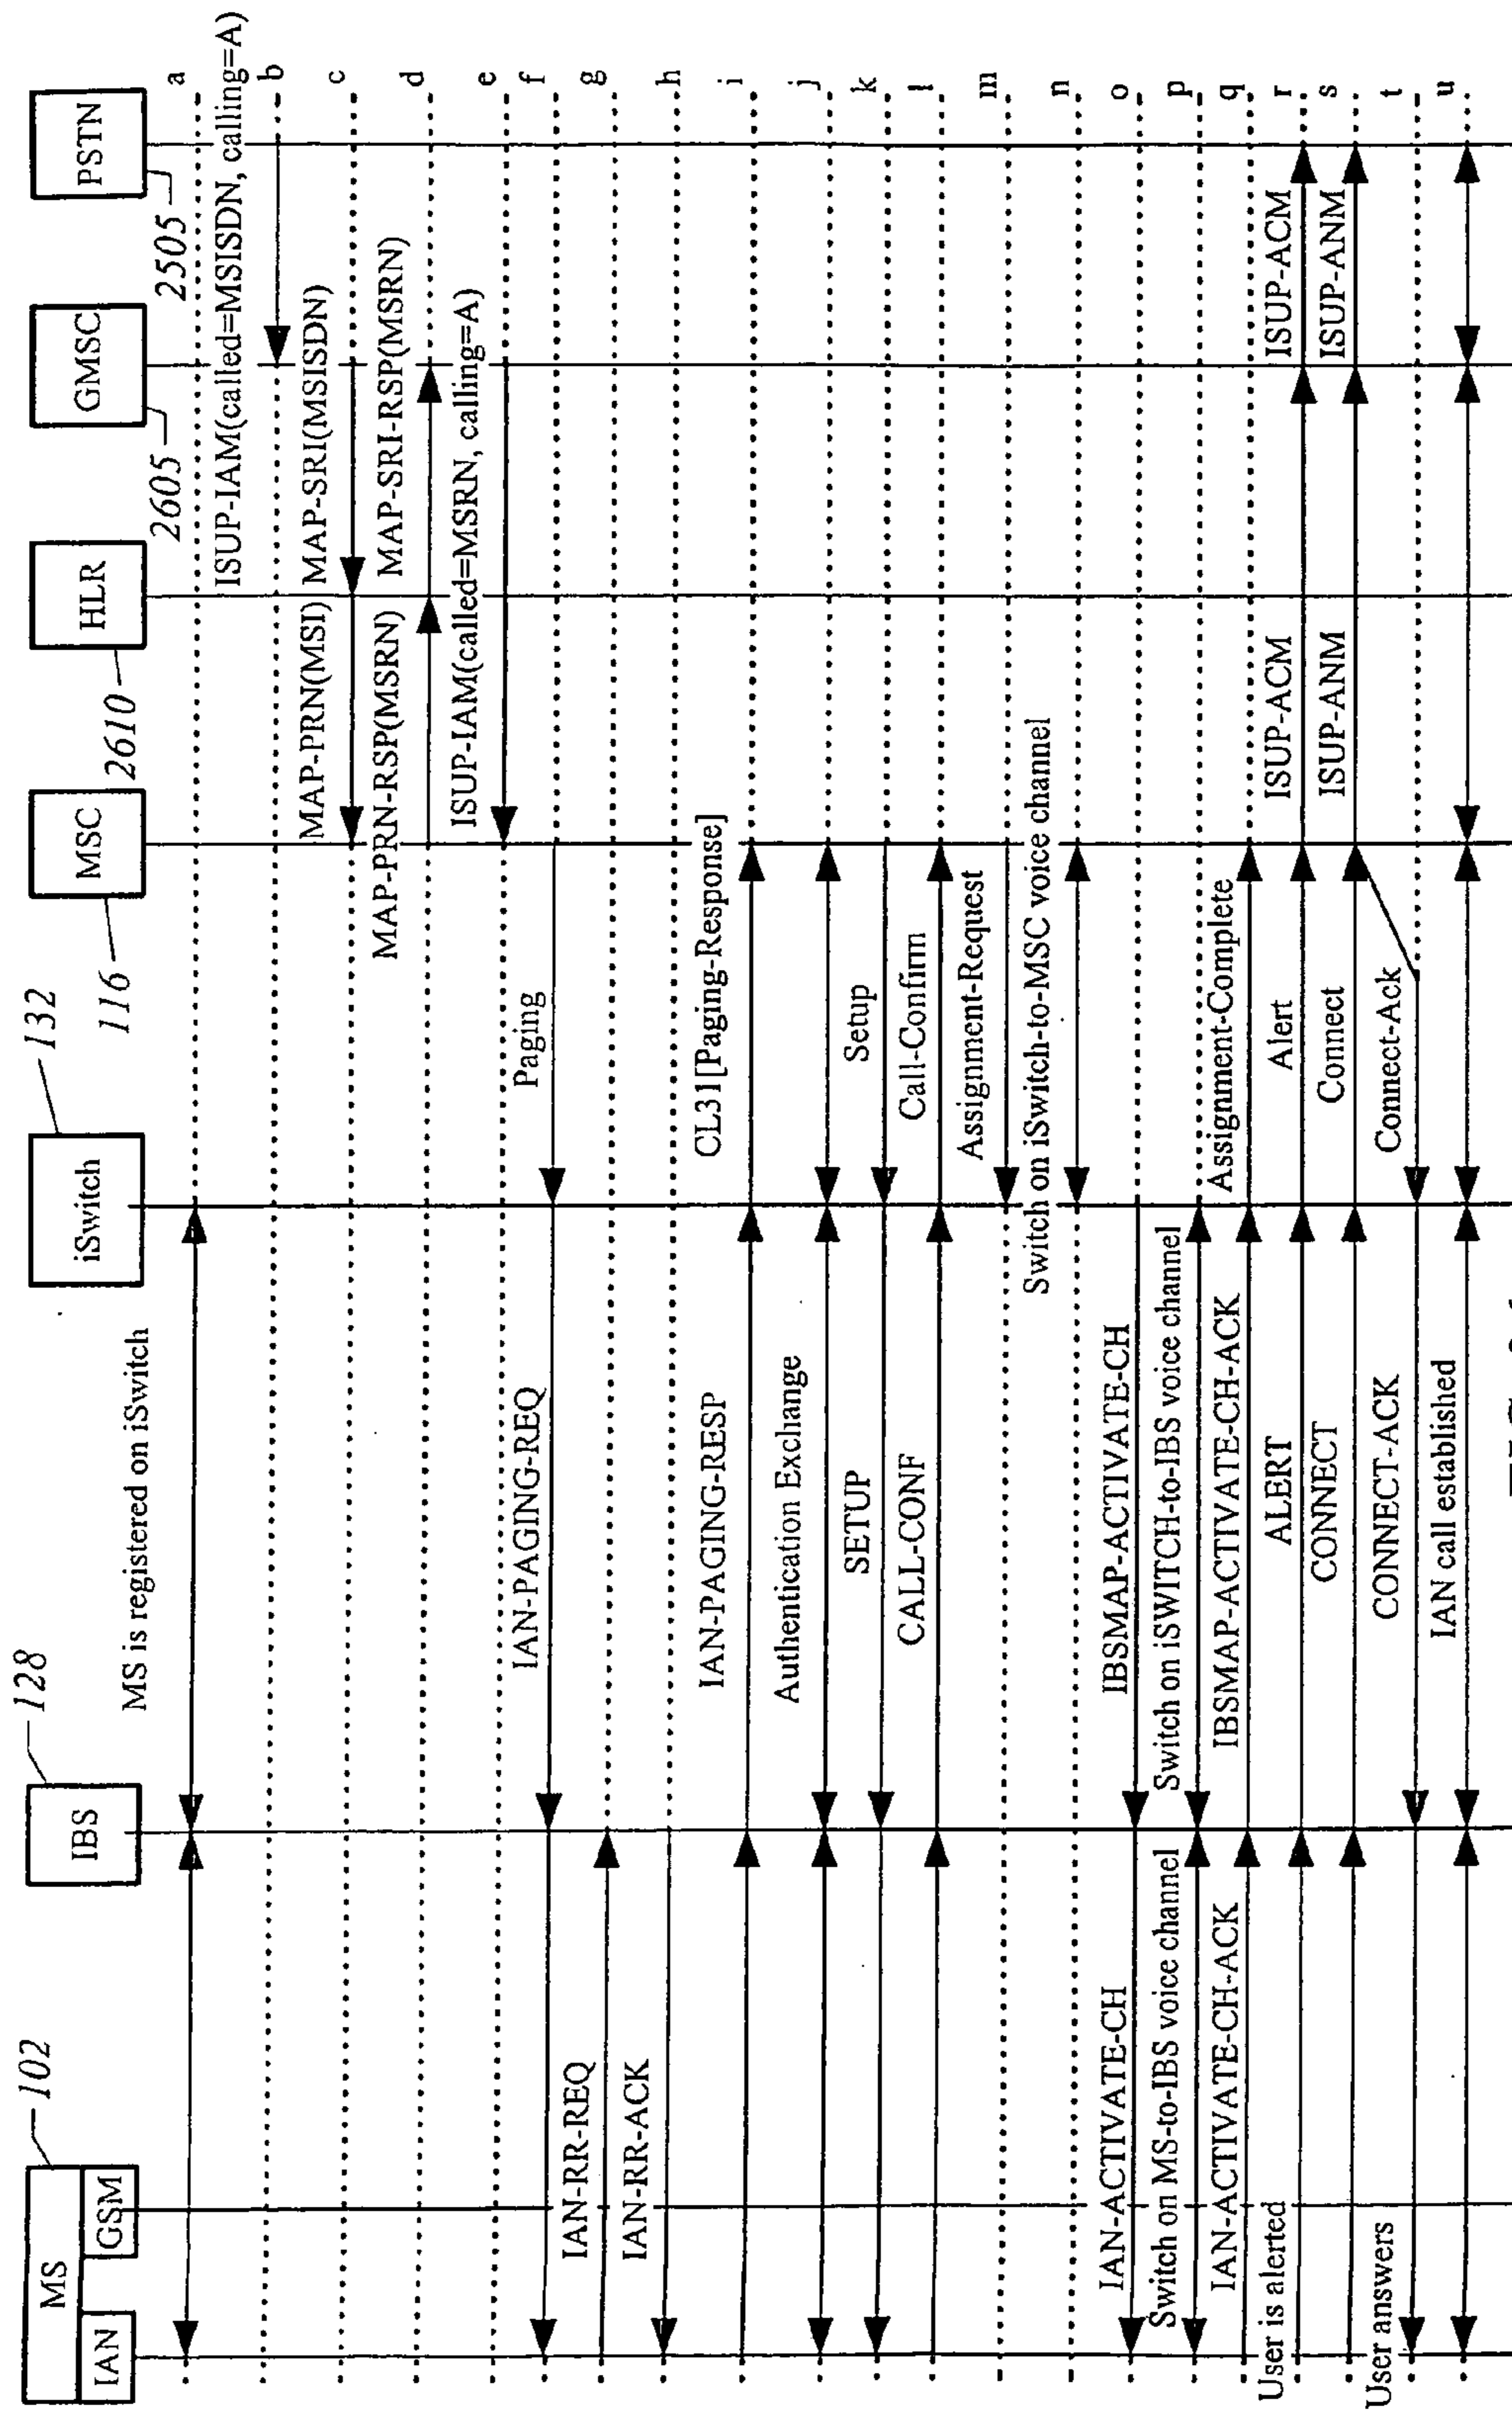 MS
IAN
GSM
102
IBS
128
iSwitch
132
MSC
116
HLR
2610
GMSC
2605
PSTN
2505
MS is registered on iSwitch
a
ISUP-IAM(called=MSISDN, calling=A)
b
MAP-PRN(MSI)
MAP-SRI(MSISDN)
c
MAP-PRN-RSP(MSRN)
MAP-SRI-RSP(MSRN)
d
ISUP-IAM(called=MSRN, calling=A)
e
IAN-PAGING-REQ
Paging
f
IAN-RR-REQ
g
IAN-RR-ACK
h
IAN-PAGING-RESP
CL31[Paging-Response]
i
Authentication Exchange
j
SETUP
Setup
k
CALL-CONF
Call-Confirm
l
Assignment-Request
m
Switch on iSwitch-to-MSC voice channel
n
IAN-ACTIVATE-CH
IBSMAP-ACTIVATE-CH
o
Switch on MS-to-IBS voice channel
Switch on iSWITCH-to-IBS voice channel
p
IAN-ACTIVATE-CH-ACK
IBSMAP-ACTIVATE-CH-ACK
Assignment-Complete
q
User is alerted
ALERT
Alert
ISUP-ACM
ISUP-ACM
r
CONNECT
Connect
ISUP-ANM
ISUP-ANM
s
User answers
CONNECT-ACK
Connect-Ack
t
IAN call established
u